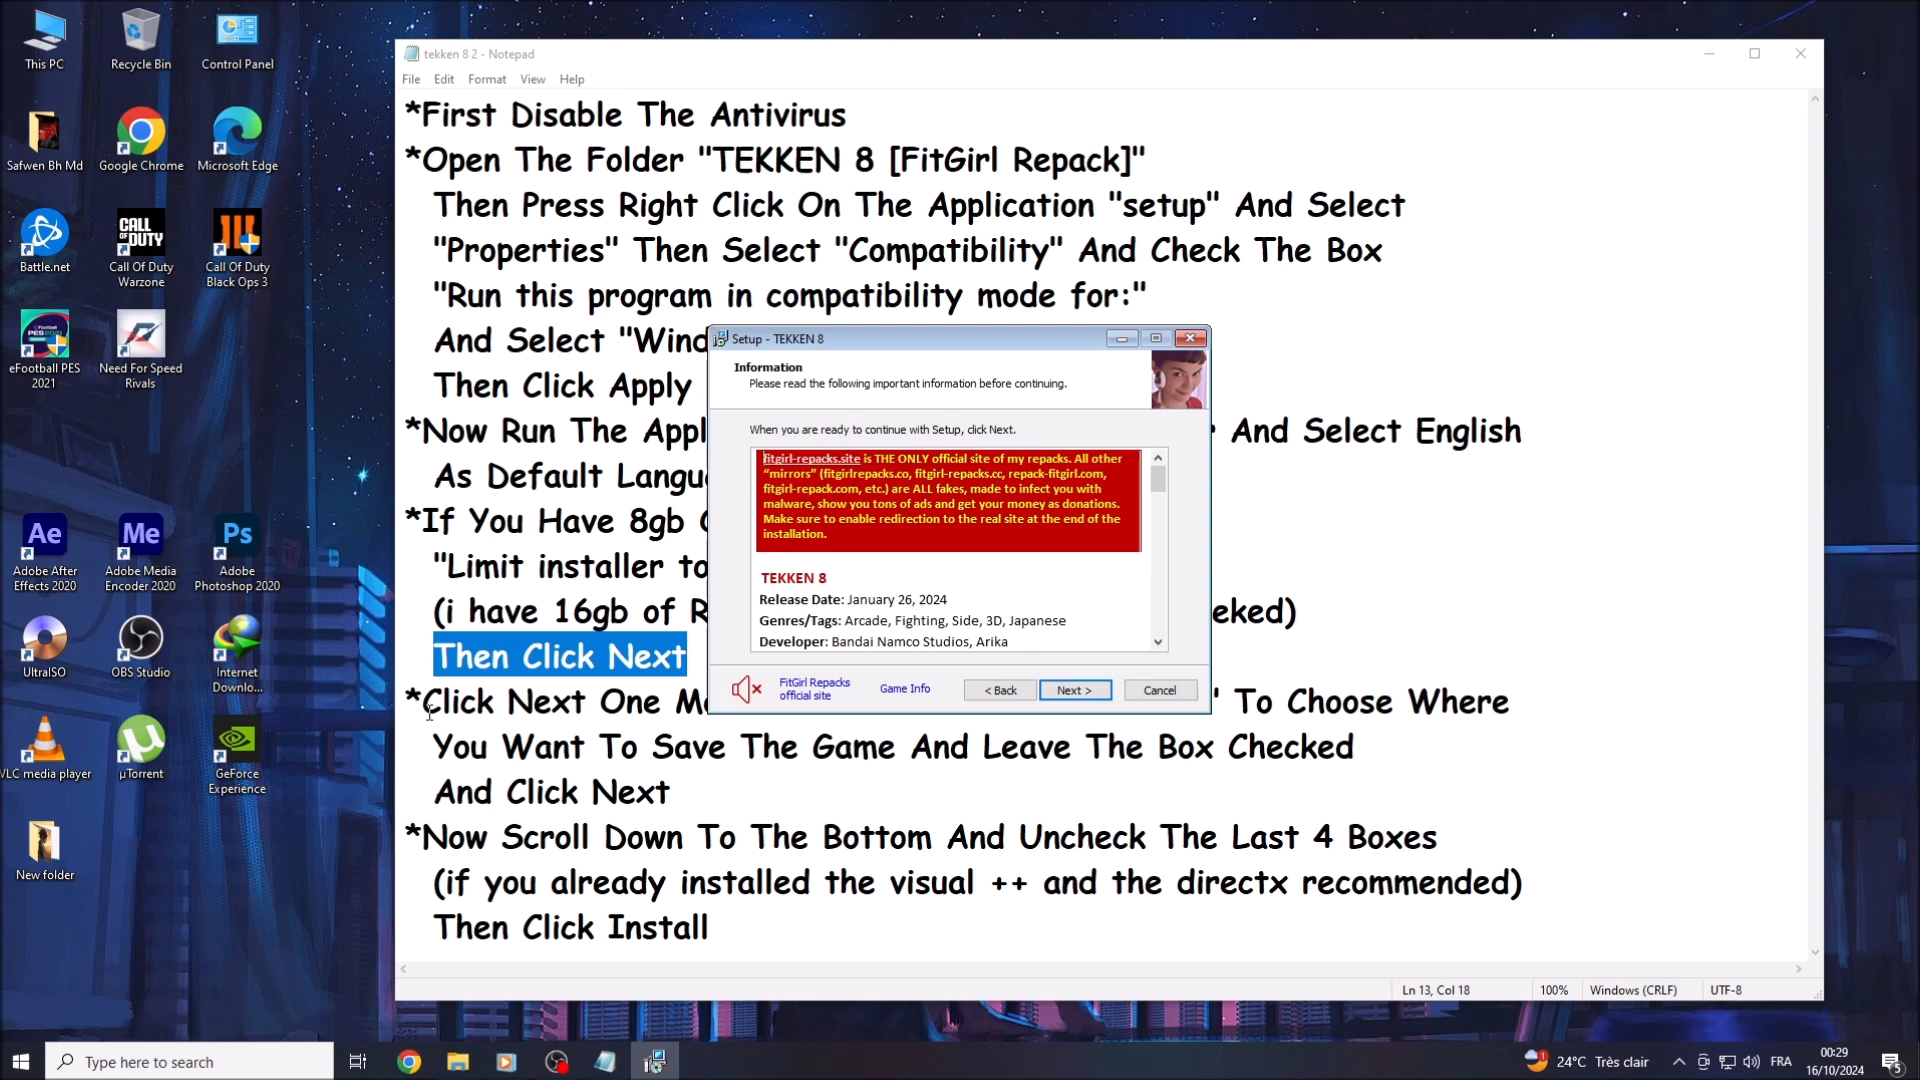 This PC
Recycle Bin
Control Panel
Safwen Bh Md
Google Chrome
Microsoft Edge
Battle.net
CALL OF DUTY
Call Of Duty
Warzone
Call Of Duty
Black Ops 3
eFootball PES
2021
Need For Speed
Rivals
Ae
Me
Ps
Adobe After
Effects 2020
Adobe Media
Encoder 2020
Adobe
Photoshop 2020
UltraISO
OBS Studio
Internet
Downlo...
VLC media player
µTorrent
GeForce
Experience
New folder
tekken 8 2 - Notepad
File Edit Format View Help
*First Disable The Antivirus
*Open The Folder "TEKKEN 8 [FitGirl Repack]"
Then Press Right Click On The Application "setup" And Select
"Properties" Then Select "Compatibility" And Check The Box
"Run this program in compatibility mode for:"
And Select "Wind
Then Click Apply
*Now Run The Appl And Select English
As Default Langu
*If You Have 8gb
"Limit installer to
(i have 16gb of R eked)
Then Click Next
*Click Next One Mo " To Choose Where
You Want To Save The Game And Leave The Box Checked
And Click Next
*Now Scroll Down To The Bottom And Uncheck The Last 4 Boxes
(if you already installed the visual ++ and the directx recommended)
Then Click Install
Ln 13, Col 18 100% Windows (CRLF) UTF-8
Setup - TEKKEN 8
Information
Please read the following important information before continuing.
When you are ready to continue with Setup, click Next.
fitgirl-repacks.site is THE ONLY official site of my repacks. All other
“mirrors” (fitgirlrepacks.co, fitgirl-repacks.cc, repack-fitgirl.com,
fitgirl-repack.com, etc.) are ALL fakes, made to infect you with
malware, show you tons of ads and get your money as donations.
Make sure to enable redirection to the real site at the end of the
installation.
TEKKEN 8
Release Date: January 26, 2024
Genres/Tags: Arcade, Fighting, Side, 3D, Japanese
Developer: Bandai Namco Studios, Arika
FitGirl Repacks
official site
Game Info
< Back
Next >
Cancel
Type here to search
24°C Très clair
FRA
00:29
16/10/2024
5